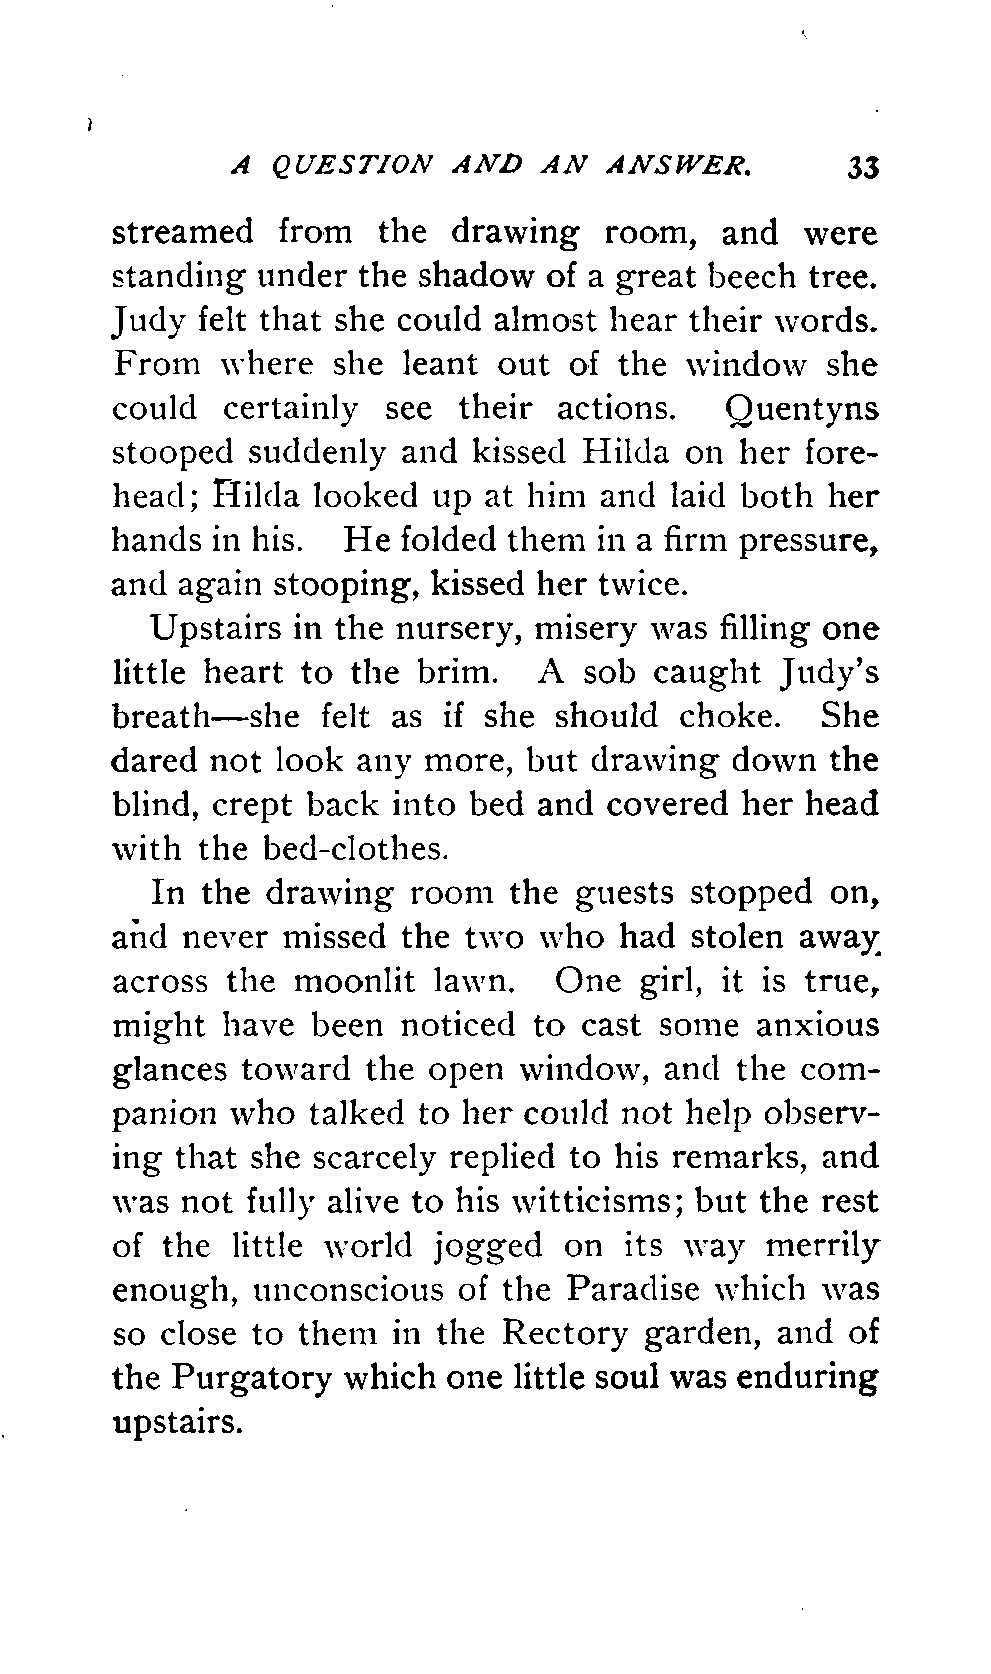 A QUESTION AND AN ANSWER. 33
streamed from the drawing room, and were
standing under the shadow of a great beech tree.
Judy felt that she could almost hear their words.
From where she leant out of the window she
could certainly see their actions. Quentyns
stooped suddenly and kissed Hilda on her fore-
head; Hilda looked up at him and laid both her
hands in his. He folded them in a firm pressure,
and again stooping, kissed her twice.
Upstairs in the nursery, misery was filling one
little heart to the brim. A sob caught Judy's
breath—she felt as if she should choke. She
dared not look any more, but drawing down the
blind, crept back into bed and covered her head
with the bed-clothes.
In the drawing room the guests stopped on,
and never missed the two who had stolen away
across the moonlit lawn. One girl, it is true,
might have been noticed to cast some anxious
glances toward the open window, and the com-
panion who talked to her could not help observ-
ing that she scarcely replied to his remarks, and
was not fully alive to his witticisms; but the rest
of the little world jogged on its way merrily
enough, unconscious of the Paradise which was
so close to them in the Rectory garden, and of
the Purgatory which one little soul was enduring
upstairs.